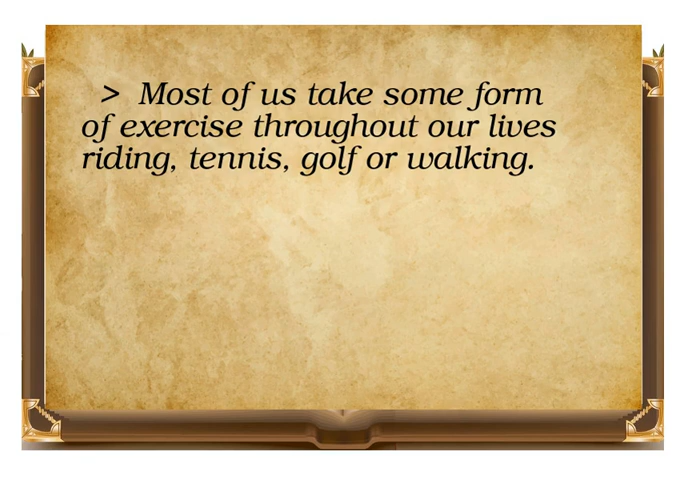 > Most of us take some form
of exercise throughout our lives
riding, tennis, golf or walking.